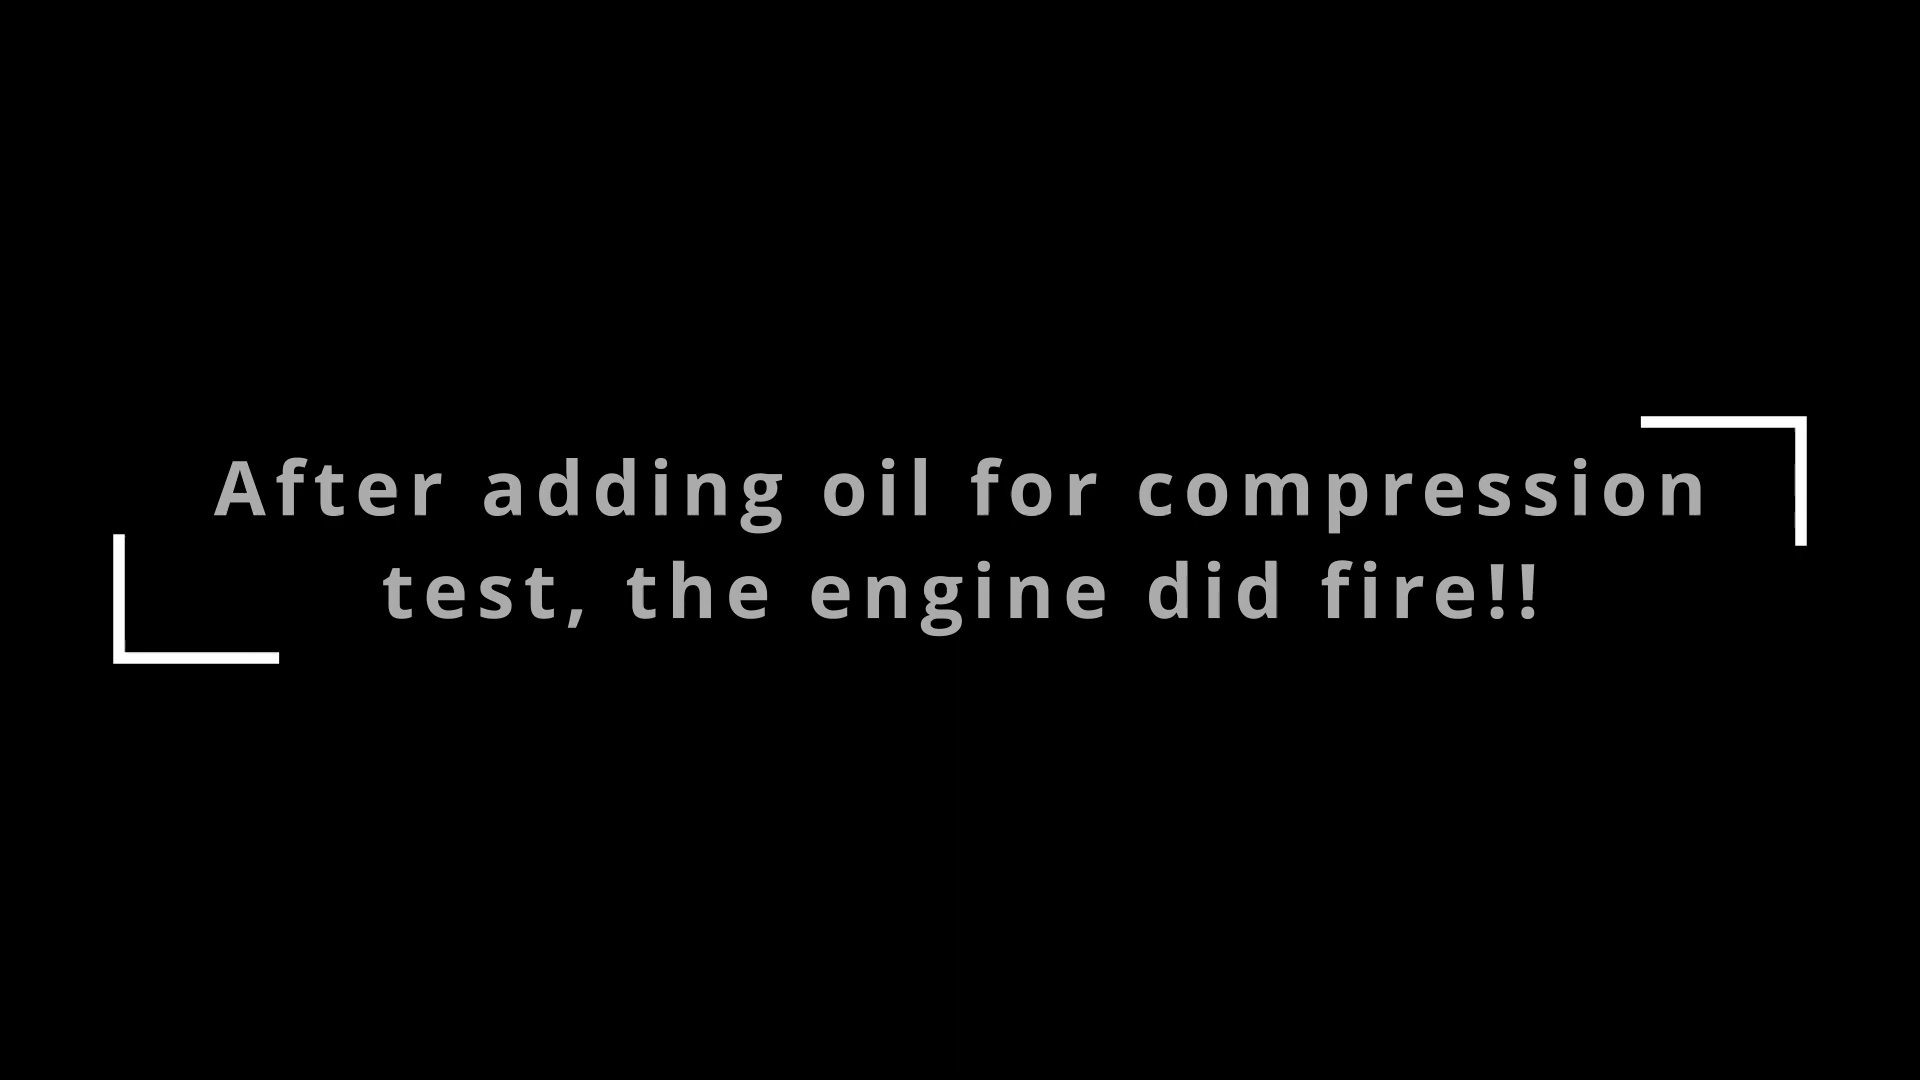 After adding oil for compression
test, the engine did fire!!